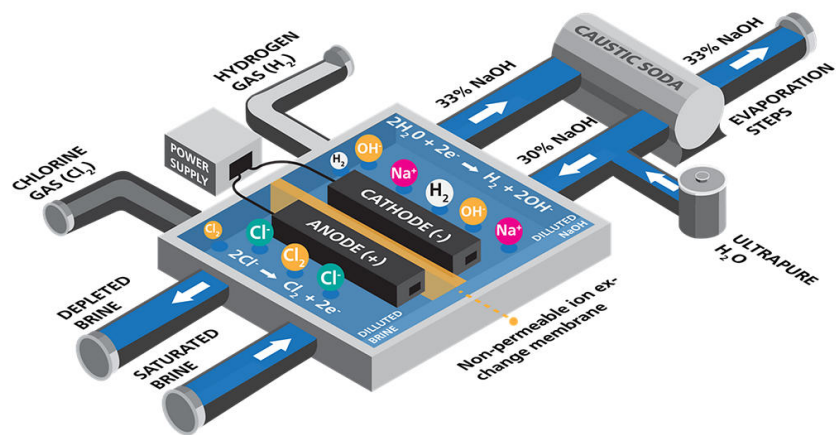 HYDROGEN
GAS (H₂)
33% NaOH
CAUSTIC SODA
33% NaOH
EVAPORATION
STEPS
30% NaOH
POWER
SUPPLY
CHLORINE
GAS (Cl₂)
2H₂0 + 2e⁻ → H₂ + 2OH⁻
H₂
OH⁻
Na⁺
H₂
OH⁻
Na⁺
CATHODE (-)
DILLUTED
NaOH
ULTRAPURE
H₂O
ANODE (+)
Cl₂
Cl⁻
Cl₂
Cl⁻
2Cl⁻ → Cl₂ + 2e⁻
DILLUTED
BRINE
DEPLETED
BRINE
SATURATED
BRINE
Non-permeable ion ex-
change membrane